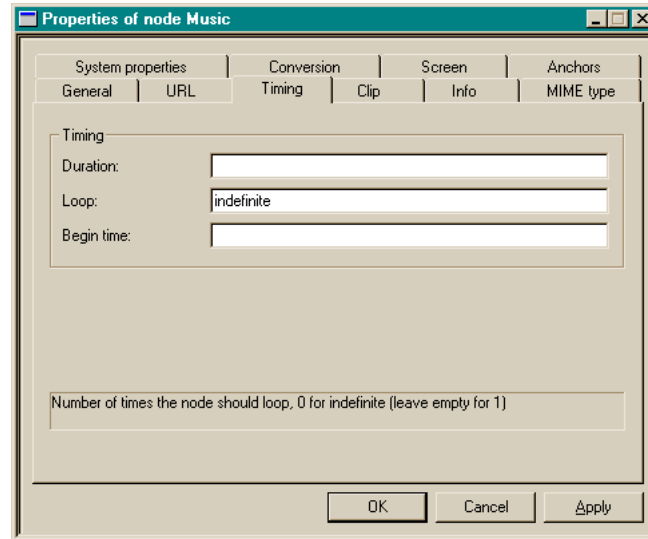 Properties of node Music
System properties Conversion Screen Anchors
General URL Timing Clip Info MIME type
Timing
Duration:
Loop: indefinite
Begin time:
Number of times the node should loop, 0 for indefinite (leave empty for 1)
OK Cancel Apply